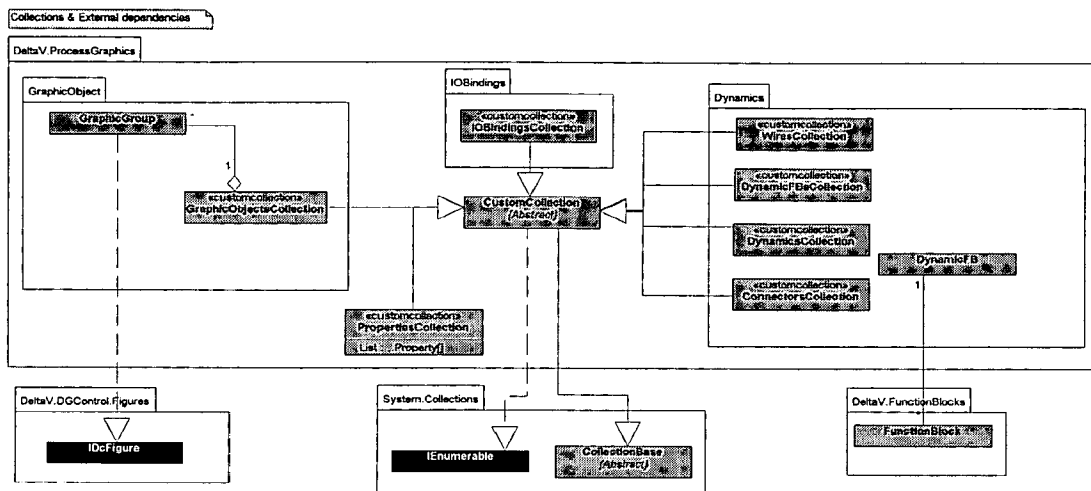 Collections & External dependencies
DeltaV.ProcessGraphics
GraphicObject
GraphicGroup
*
1
«customcollection»
GraphicObjectsCollection
IOBindings
«customcollection»
IOBindingsCollection
CustomCollection
{Abstract}
«customcollection»
PropertiesCollection
List : . Property[]
Dynamics
«customcollection»
WiresCollection
«customcollection»
DynamicFBsCollection
«customcollection»
DynamicsCollection
DynamicFB
1
«customcollection»
ConnectorsCollection
DeltaV.DGControl.Figures
IDcFigure
System.Collections
IEnumerable
CollectionBase
{Abstract}
DeltaV.FunctionBlocks
FunctionBlock